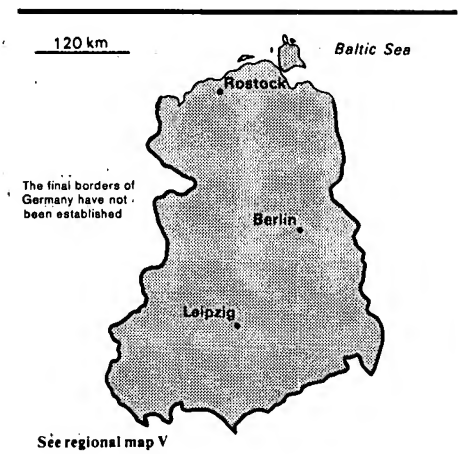 120 km
Baltic Sea
Rostock
The final borders of
Germany have not
been established
Berlin
Leipzig
See regional map V